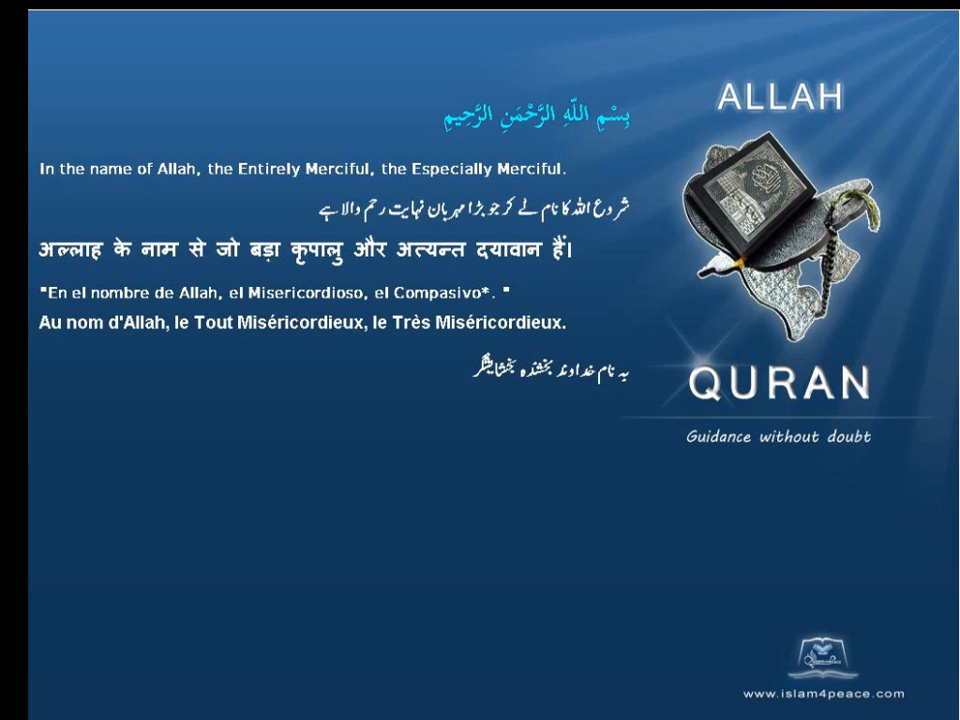 بِسْمِ اللّهِ الرَّحْمَنِ الرَّحِيمِ
In the name of Allah, the Entirely Merciful, the Especially Merciful.
شروع الله کا نام لے کر جو بڑا مہربان نہایت رحم والا ہے
अल्लाह के नाम से जो बड़ा कृपालु और अत्यन्त दयावान हैं।
"En el nombre de Allah, el Misericordioso, el Compasivo*. "
Au nom d'Allah, le Tout Miséricordieux, le Très Miséricordieux.
به نام خداوند بخشنده بخشایشگر
ALLAH
QURAN
Guidance without doubt
www.islam4peace.com